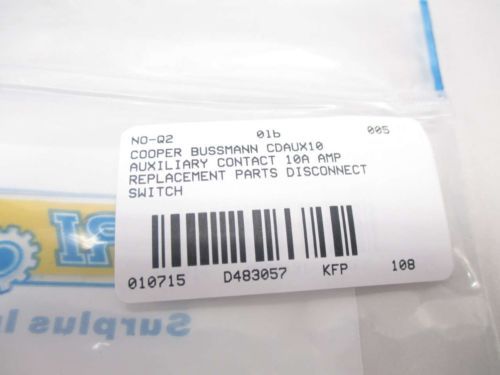 NO-Q2 01b 005
COOPER BUSSMANN CDAUX10
AUXILIARY CONTACT 10A AMP
REPLACEMENT PARTS DISCONNECT
SWITCH
010715 D483057 KFP 108
Surplus